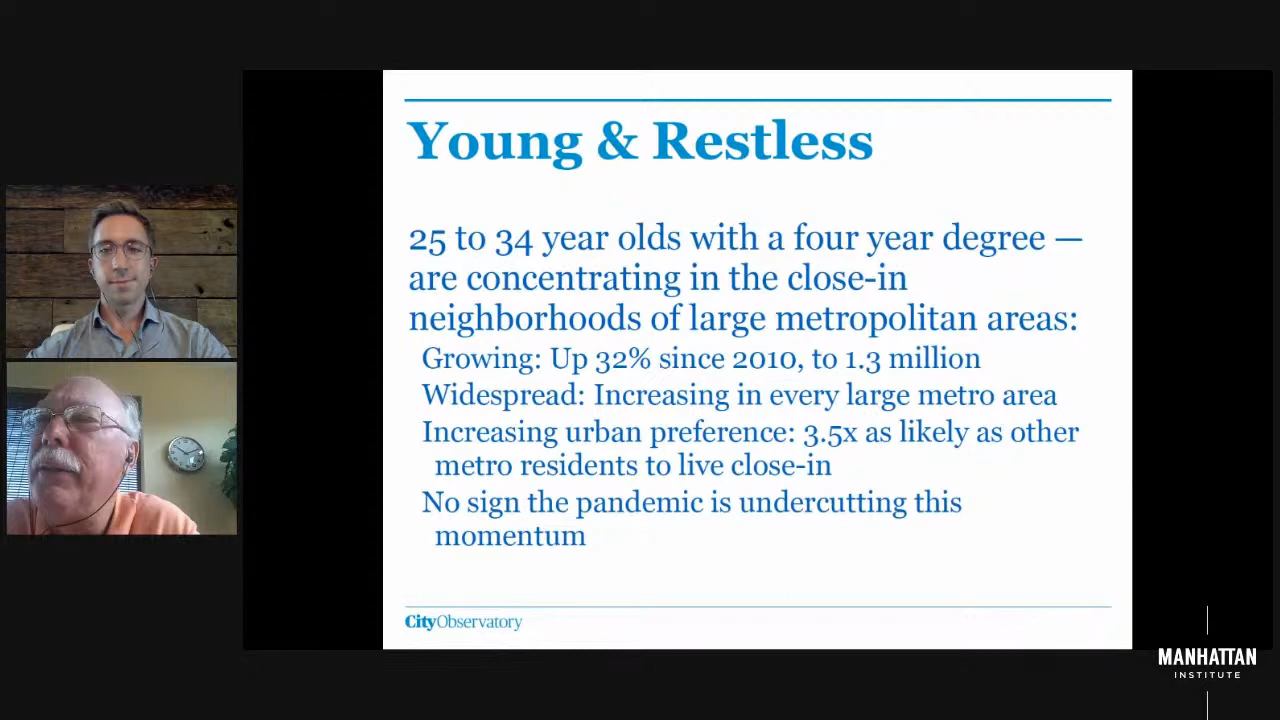 Young & Restless
25 to 34 year olds with a four year degree —
are concentrating in the close-in
neighborhoods of large metropolitan areas:
Growing: Up 32% since 2010, to 1.3 million
Widespread: Increasing in every large metro area
Increasing urban preference: 3.5x as likely as other
metro residents to live close-in
No sign the pandemic is undercutting this
momentum
CityObservatory
MANHATTAN
INSTITUTE